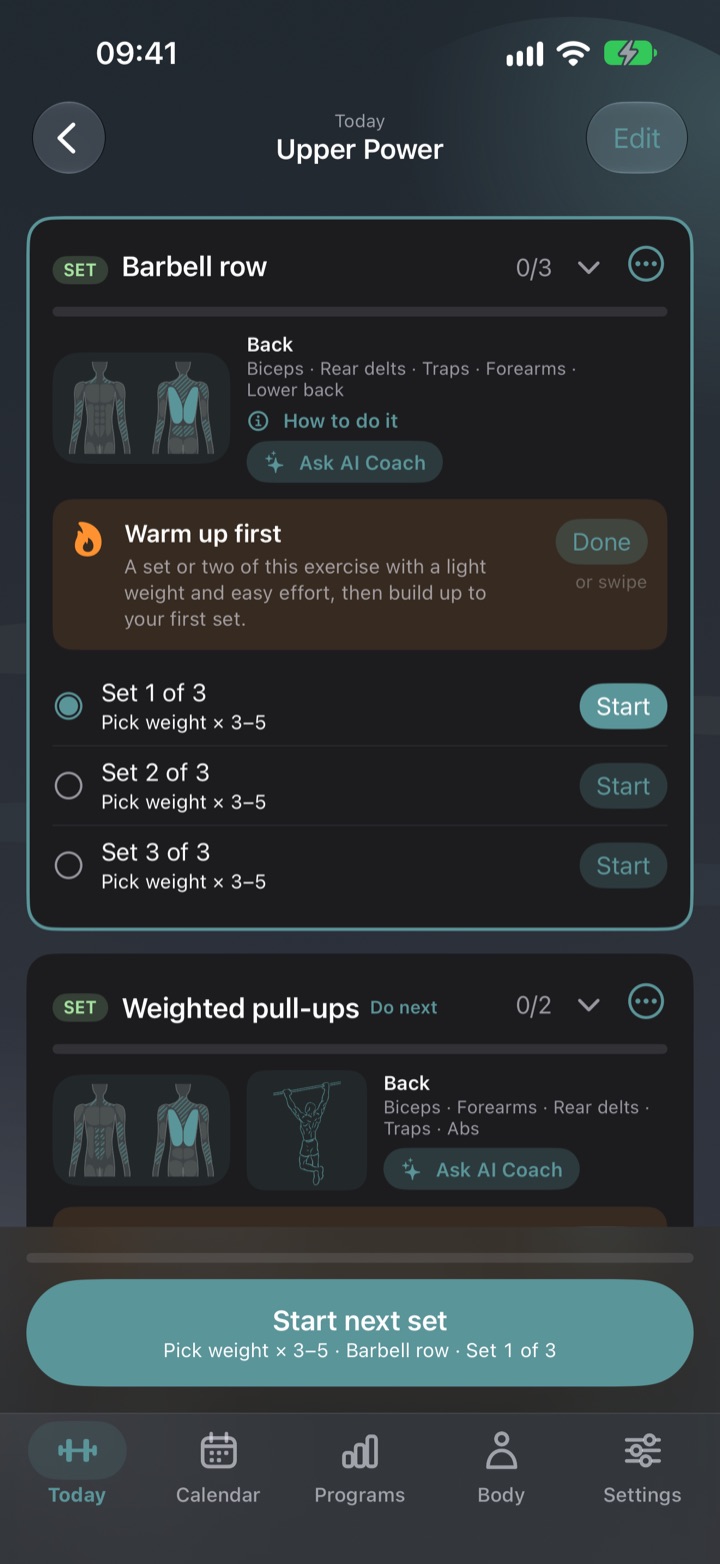 09:41
Today
Upper Power
Edit
SET Barbell row 0/3
Back
Biceps · Rear delts · Traps · Forearms ·
Lower back
How to do it
Ask AI Coach
Warm up first
Done
A set or two of this exercise with a light
weight and easy effort, then build up to
your first set.
or swipe
Set 1 of 3
Pick weight × 3–5
Start
Set 2 of 3
Pick weight × 3–5
Start
Set 3 of 3
Pick weight × 3–5
Start
SET Weighted pull-ups Do next 0/2
Back
Biceps · Forearms · Rear delts ·
Traps · Abs
Ask AI Coach
Start next set
Pick weight × 3–5 · Barbell row · Set 1 of 3
Today Calendar Programs Body Settings